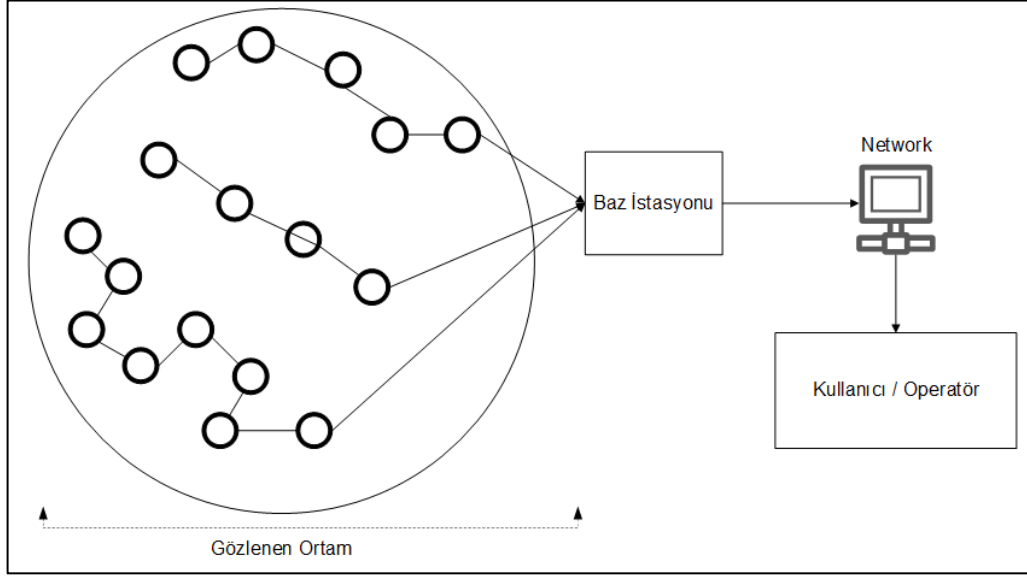 Network
Baz İstasyonu
Kullanıcı / Operatör
Gözlenen Ortam